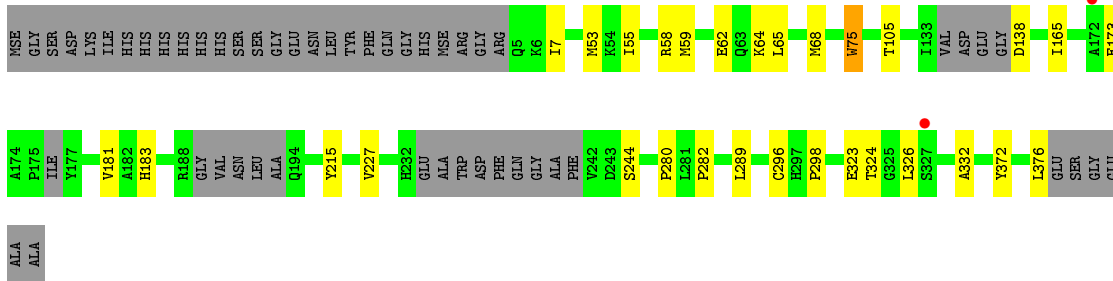 MSE GLY SER ASP LYS ILE HIS HIS HIS HIS HIS HIS SER SER GLY GLU ASN LEU TYR PHE GLN GLY HIS MSE ARG GLY ARG Q5 K6 I7 M53 K54 I55 R58 M59 E62 Q63 K64 L65 M68 W75 T105 I133 VAL ASP GLU GLY D138 I165 A172 E173
A174 P175 ILE Y177 V181 A182 H183 R188 GLY VAL ASN LEU ALA Q194 Y215 V227 H232 GLU ALA TRP ASP PHE GLN GLY ALA PHE V242 D243 S244 P280 L281 P282 L289 C296 H297 P298 E323 T324 G325 L326 S327 A332 Y372 L376 GLU SER GLY GLU
ALA ALA